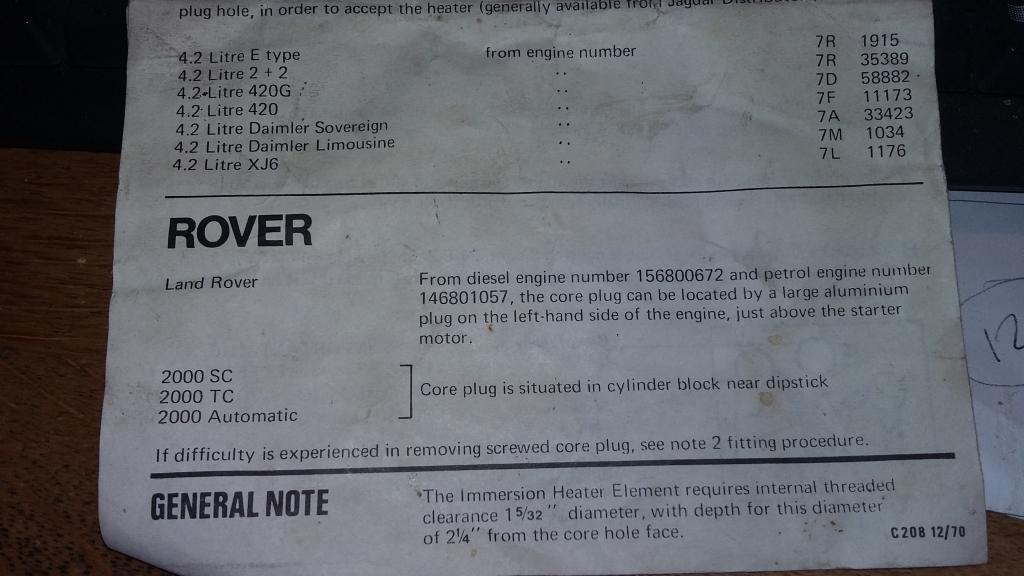 plug hole, in order to accept the heater (generally available from Jaguar
4.2 Litre E type from engine number 7R 1915
4.2 Litre 2 + 2 ,, 7R 35389
4.2 Litre 420G ,, 7D 58882
4.2 Litre 420 ,, 7F 11173
4.2 Litre Daimler Sovereign ,, 7A 33423
4.2 Litre Daimler Limousine ,, 7M 1034
4.2 Litre XJ6 ,, 7L 1176
ROVER
Land Rover
From diesel engine number 156800672 and petrol engine number
146801057, the core plug can be located by a large aluminium
plug on the left-hand side of the engine, just above the starter
motor.
2000 SC
2000 TC
2000 Automatic
Core plug is situated in cylinder block near dipstick
If difficulty is experienced in removing screwed core plug, see note 2 fitting procedure.
GENERAL NOTE
The Immersion Heater Element requires internal threaded
clearance 1 5/32" diameter, with depth for this diameter
of 2¼" from the core hole face.
C208 12/70
12